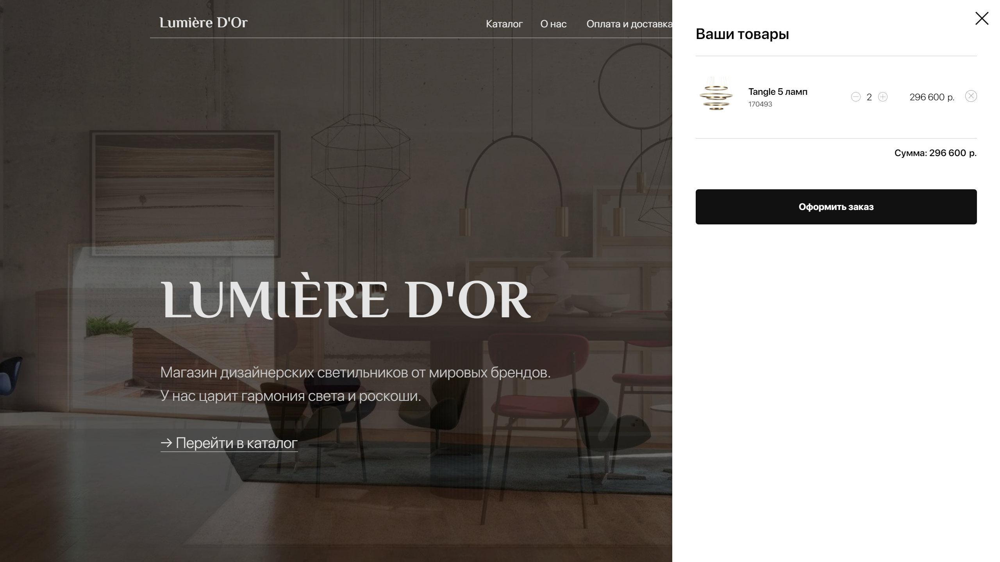 Lumière D'Or
Каталог
О нас
Оплата и доставка
LUMIÈRE D'OR
Магазин дизайнерских светильников от мировых брендов.
У нас царит гармония света и роскоши.
→ Перейти в каталог
Ваши товары
Tangle 5 ламп
170493
2
296 600 р.
Сумма: 296 600 р.
Оформить заказ